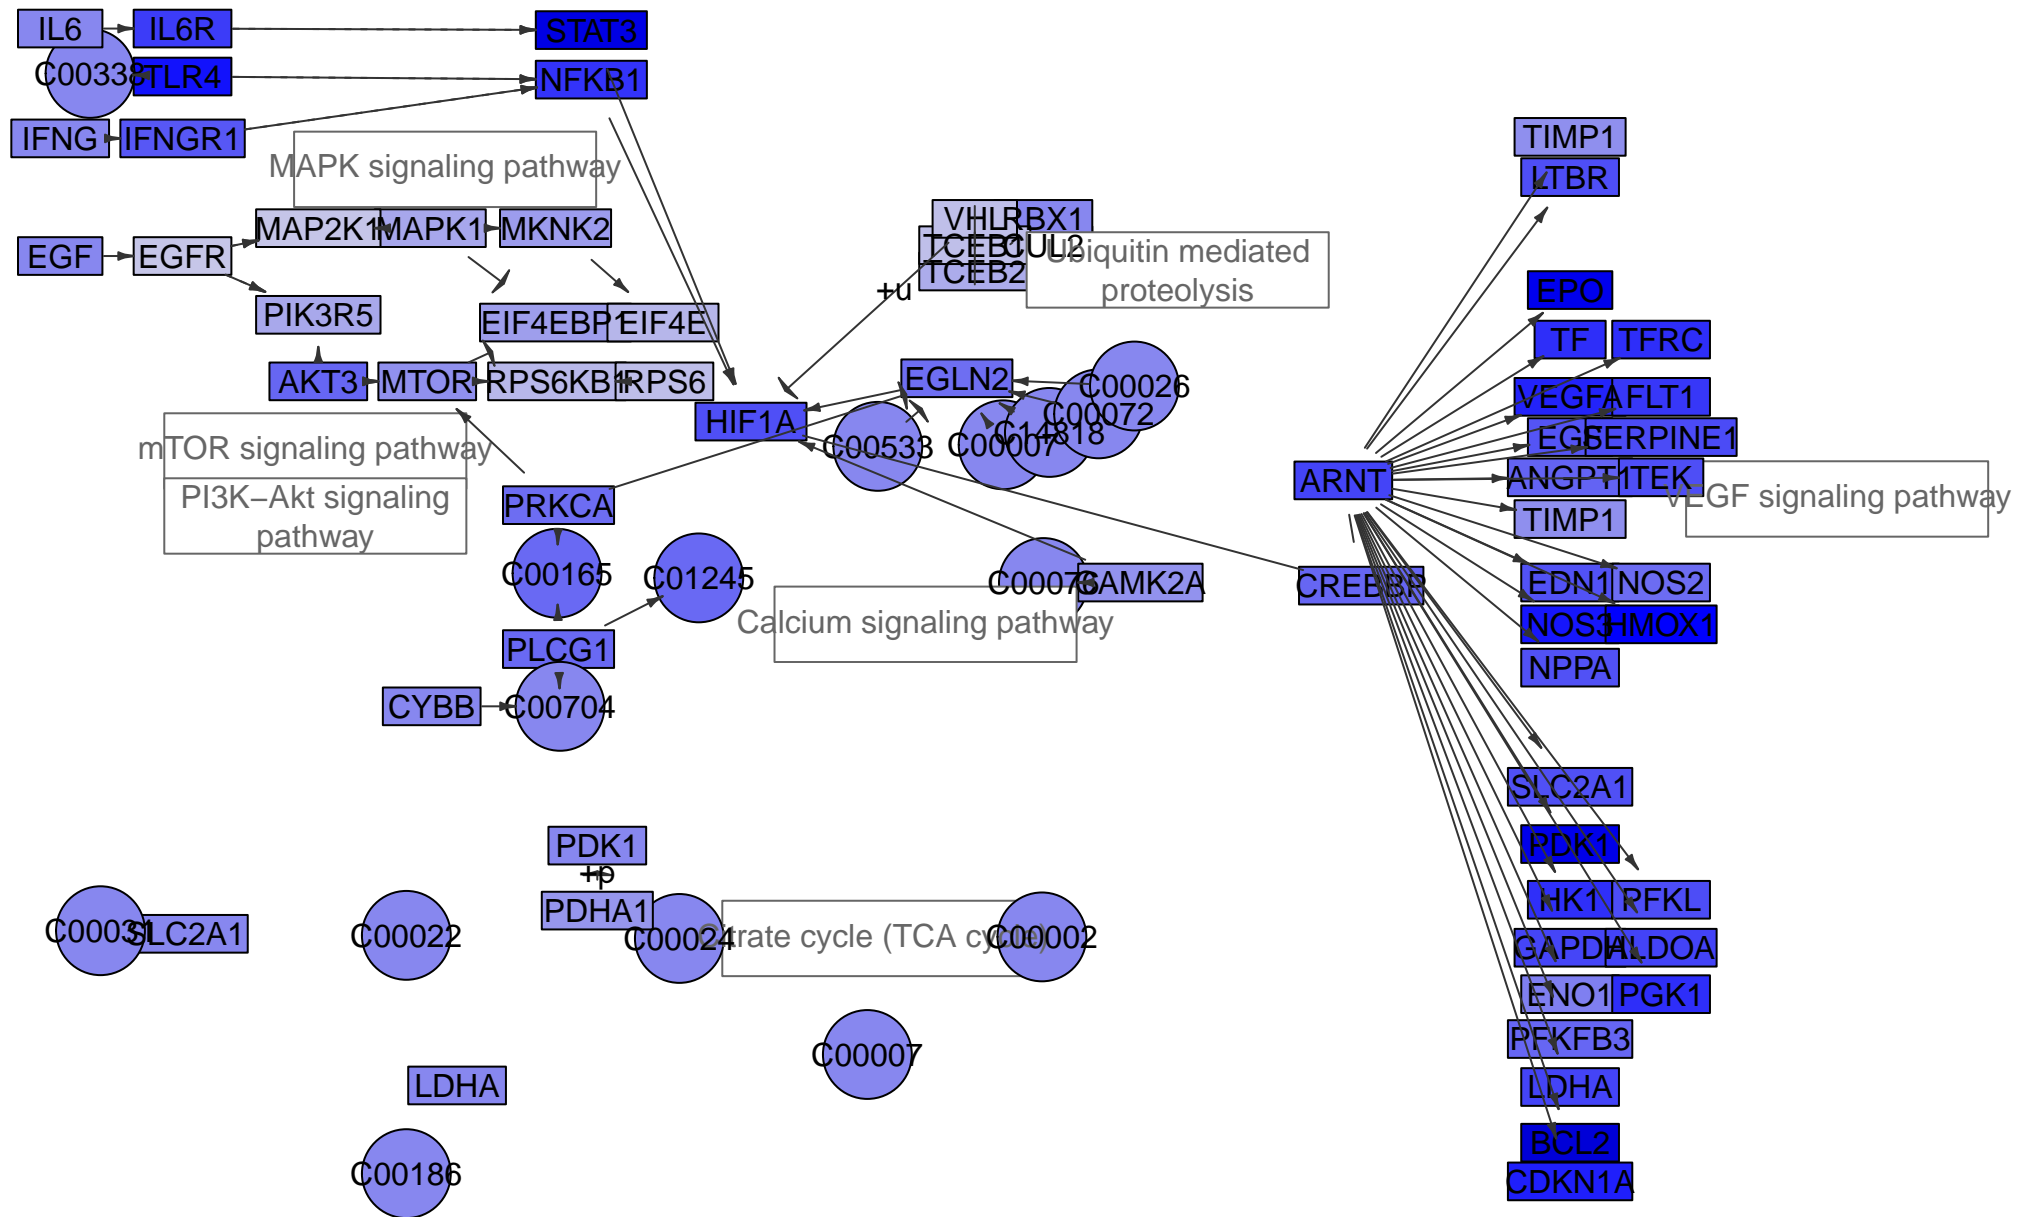 IL6
IL6R
STAT3
C00338
TLR4
NFKB1
IFNG
IFNGR1
MAPK signaling pathway
TIMP1
LTBR
MAP2K1
MAPK1
MKNK2
VHL
RBX1
EGF
EGFR
CUL2
TCEB2
Ubiquitin mediated
proteolysis
+u
EPO
PIK3R5
EIF4EBP1
EIF4E
TF
TFRC
AKT3
MTOR
RPS6KB1
RPS6
EGLN2
C00026
HIF1A
C00072
C14818
C00007
C00533
VEGFA
FLT1
EGF
SERPINE1
mTOR signaling pathway
PI3K–Akt signaling
pathway
PRKCA
ARNT
ANGPT1
TEK
VEGF signaling pathway
TIMP1
C00165
C01245
C00076
CAMK2A
CREBBP
EDN1
NOS2
Calcium signaling pathway
NOS3
HMOX1
PLCG1
NPPA
CYBB
C00704
SLC2A1
PDK1
+p
PDK1
PDHA1
HK1
PFKL
C00031
SLC2A1
C00022
C00024
Citrate cycle (TCA cycle)
C00002
GAPDH
ALDOA
ENO1
PGK1
C00007
PFKFB3
LDHA
LDHA
BCL2
C00186
CDKN1A